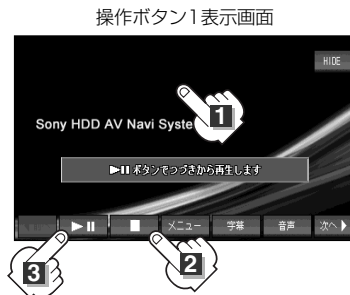 操作ボタン1表示画面
HIDE
Sony HDD AV Navi Syste
1
▶II ボタンでつづきから再生します
▶II ■ メニュー 字幕 音声 次へ▶
3 2